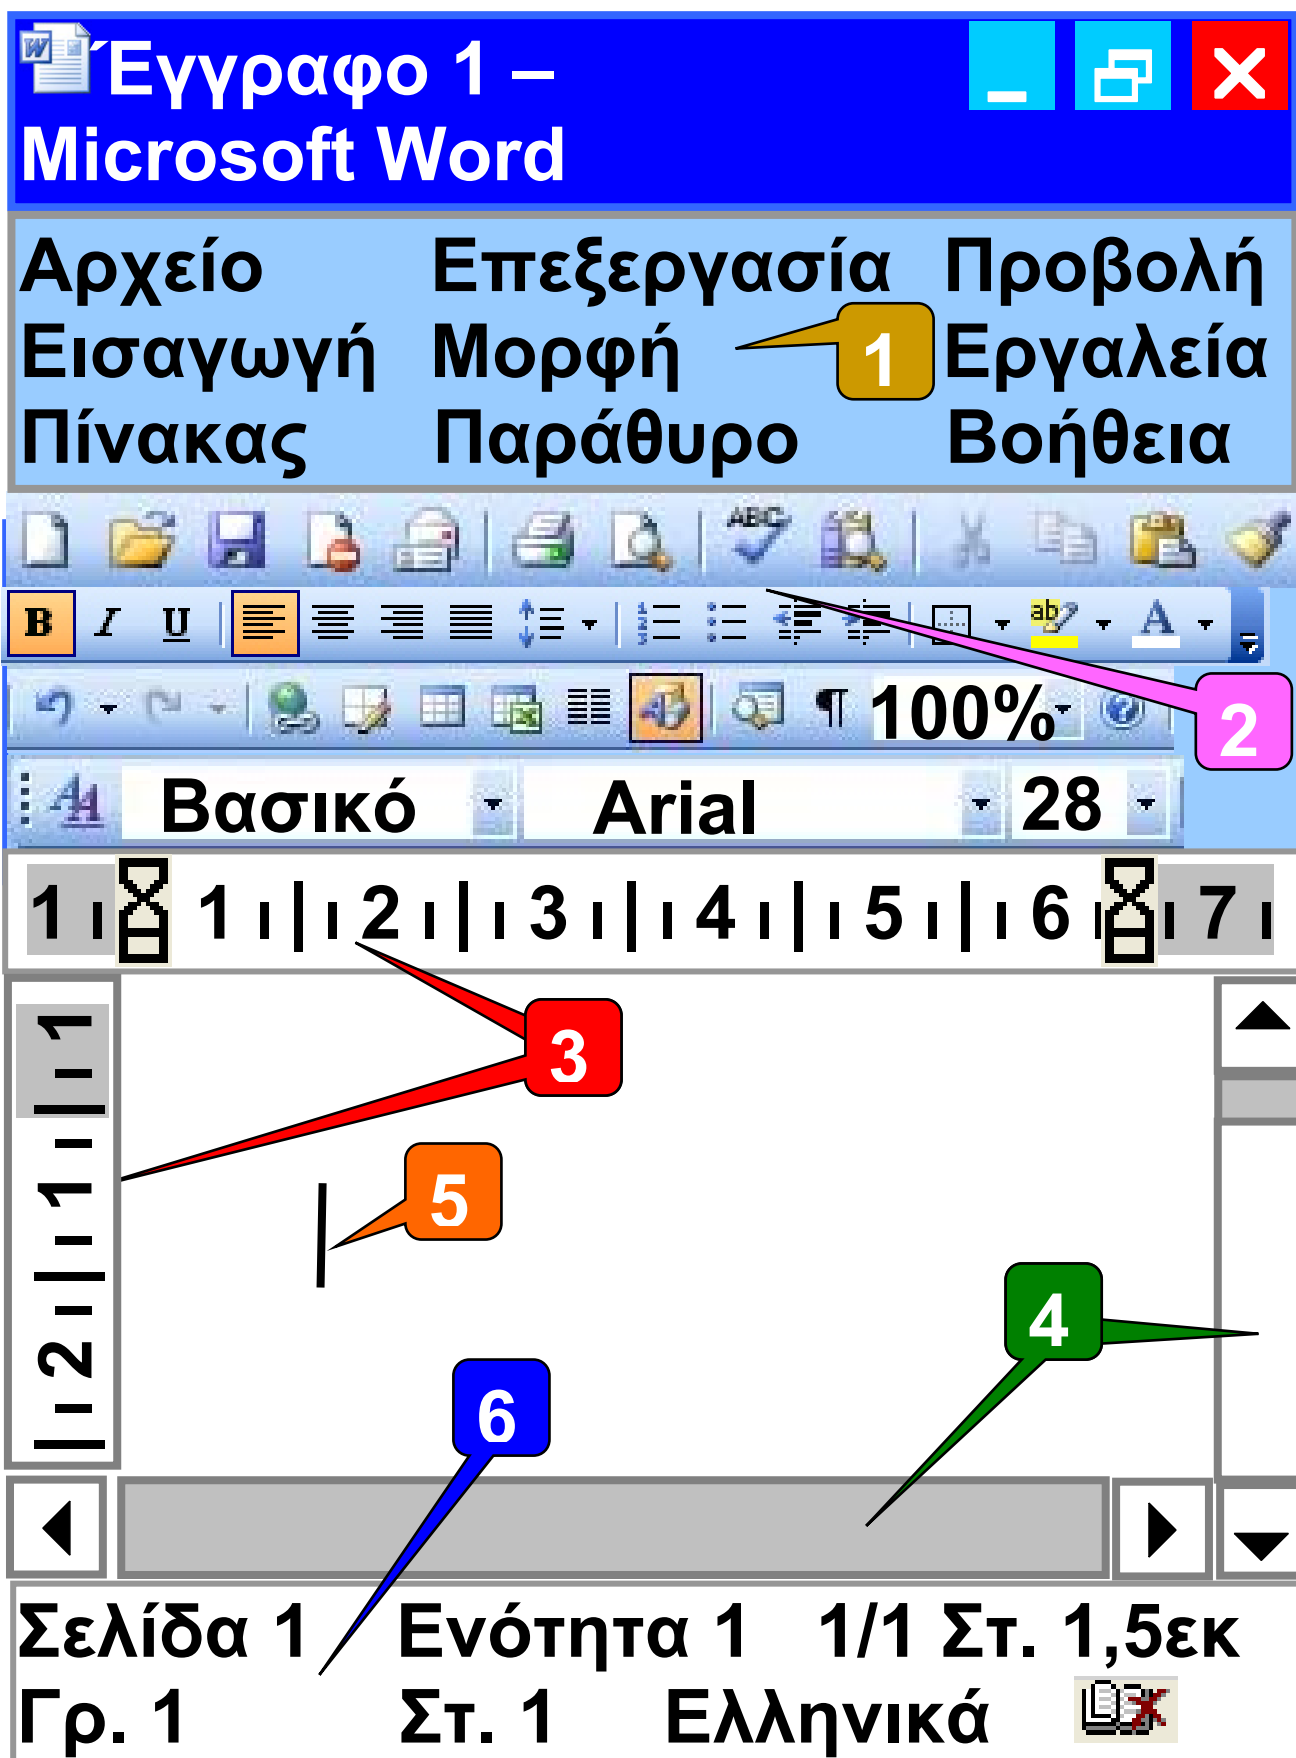 Έγγραφο 1 –
Microsoft Word
Αρχείο Επεξεργασία Προβολή
Εισαγωγή Μορφή 1 Εργαλεία
Πίνακας Παράθυρο Βοήθεια
ABC
B I U ab A
¶ 100% ? 2
AA Βασικό Arial 28
1 1 2 3 4 5 6 7
1
3
1
5
4
2
6
Σελίδα 1 Ενότητα 1 1/1 Στ. 1,5εκ
Γρ. 1 Στ. 1 Ελληνικά